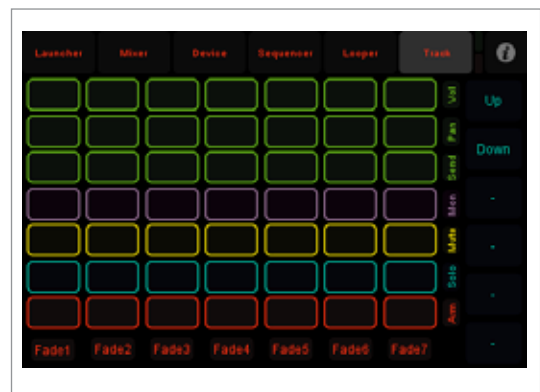 Launcher Mixer Device Sequencer Looper Track i
Vol Up
Pan
Down
Send
Mon -
Mute -
Solo
-
Arm
Fade1 Fade2 Fade3 Fade4 Fade5 Fade6 Fade7 -